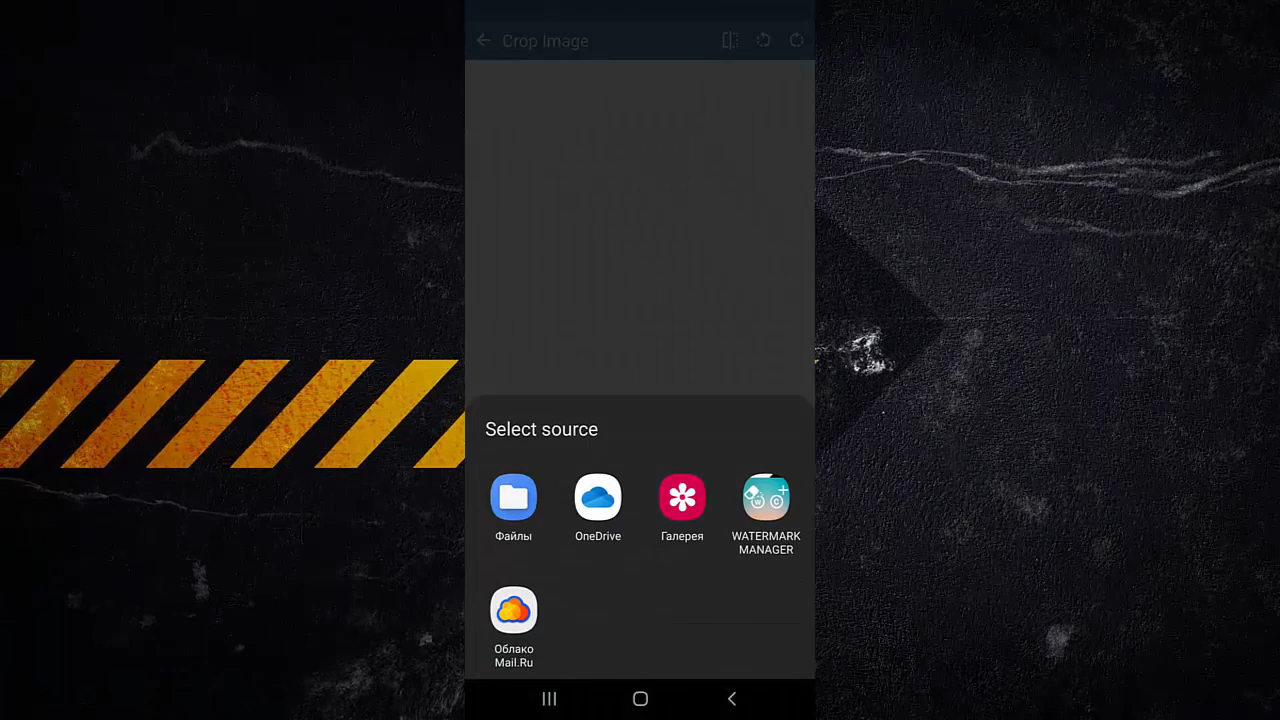 Crop Image
Select source
Файлы
OneDrive
Галерея
WATERMARK
MANAGER
Облако
Mail.Ru